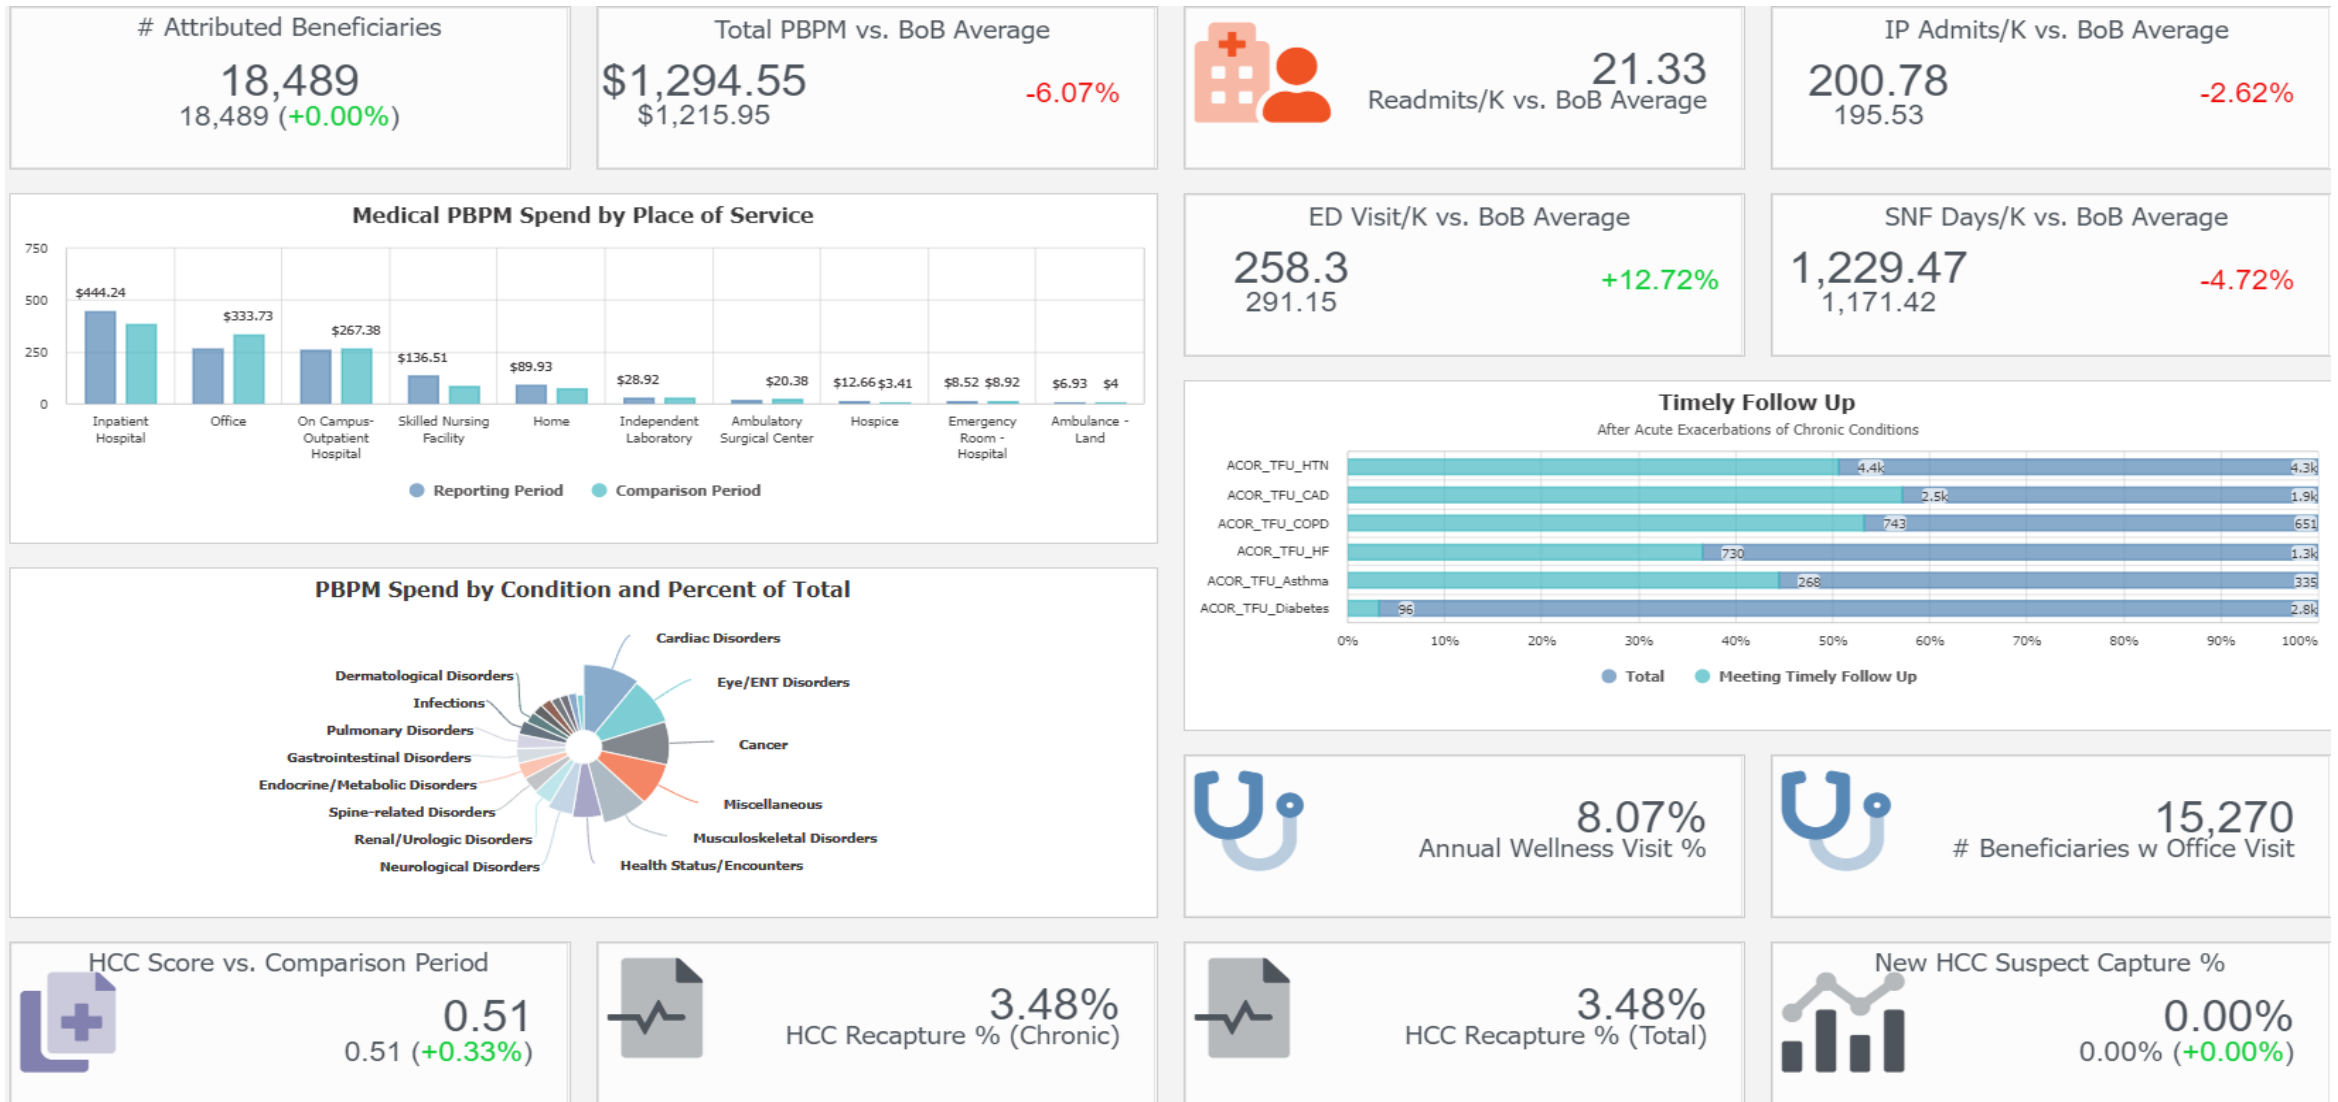 # Attributed Beneficiaries
18,489
18,489 (+0.00%)
Total PBPM vs. BoB Average
$1,294.55
-6.07%
$1,215.95
21.33
Readmits/K vs. BoB Average
IP Admits/K vs. BoB Average
200.78
-2.62%
195.53
Medical PBPM Spend by Place of Service
750
500
250
0
$444.24
$333.73
$267.38
$136.51
$89.93
$28.92
$20.38
$12.66 $3.41
$8.52 $8.92
$6.93 $4
Inpatient
Hospital
Office
On Campus-
Outpatient
Hospital
Skilled Nursing
Facility
Home
Independent
Laboratory
Ambulatory
Surgical Center
Hospice
Emergency
Room -
Hospital
Ambulance -
Land
Reporting Period
Comparison Period
ED Visit/K vs. BoB Average
258.3
+12.72%
291.15
SNF Days/K vs. BoB Average
1,229.47
-4.72%
1,171.42
Timely Follow Up
After Acute Exacerbations of Chronic Conditions
ACOR_TFU_HTN
4.4k
4.3k
ACOR_TFU_CAD
2.5k
1.9k
ACOR_TFU_COPD
743
651
ACOR_TFU_HF
730
1.3k
ACOR_TFU_Asthma
268
335
ACOR_TFU_Diabetes
96
2.8k
0% 10% 20% 30% 40% 50% 60% 70% 80% 90% 100%
Total
Meeting Timely Follow Up
PBPM Spend by Condition and Percent of Total
Cardiac Disorders
Eye/ENT Disorders
Cancer
Miscellaneous
Musculoskeletal Disorders
Health Status/Encounters
Neurological Disorders
Renal/Urologic Disorders
Spine-related Disorders
Endocrine/Metabolic Disorders
Gastrointestinal Disorders
Pulmonary Disorders
Infections
Dermatological Disorders
8.07%
Annual Wellness Visit %
15,270
# Beneficiaries w Office Visit
HCC Score vs. Comparison Period
0.51
0.51 (+0.33%)
3.48%
HCC Recapture % (Chronic)
3.48%
HCC Recapture % (Total)
New HCC Suspect Capture %
0.00%
0.00% (+0.00%)